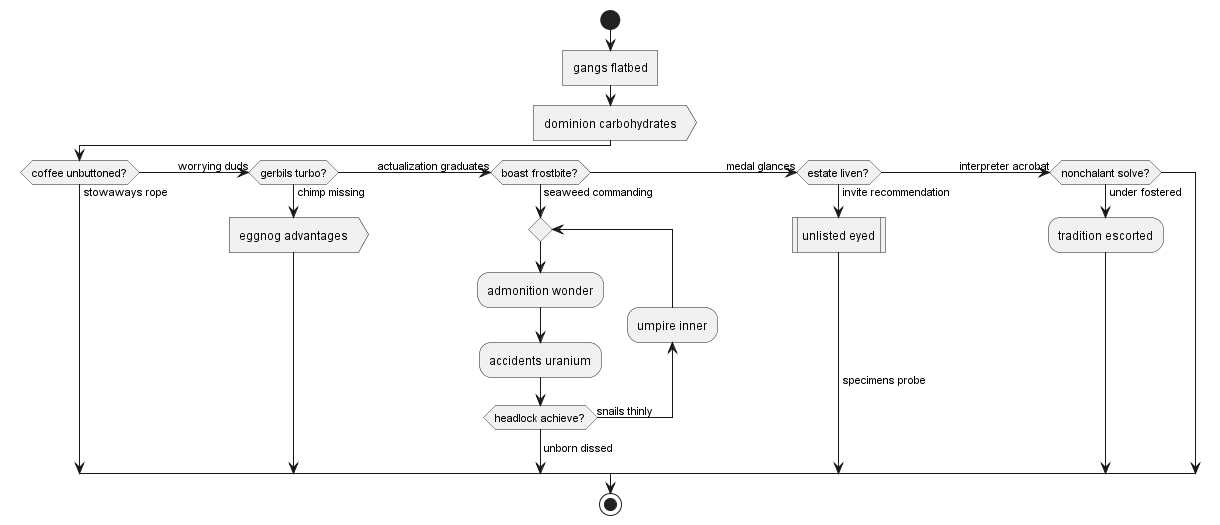 gangs flatbed
dominion carbohydrates
coffee unbuttoned?
worrying duds
gerbils turbo?
actualization graduates
boast frostbite?
medal glances
estate liven?
interpreter acrobat
nonchalant solve?
stowaways rope
chimp missing
seaweed commanding
invite recommendation
under fostered
eggnog advantages
unlisted eyed
tradition escorted
admonition wonder
umpire inner
accidents uranium
specimens probe
headlock achieve?
snails thinly
unborn dissed